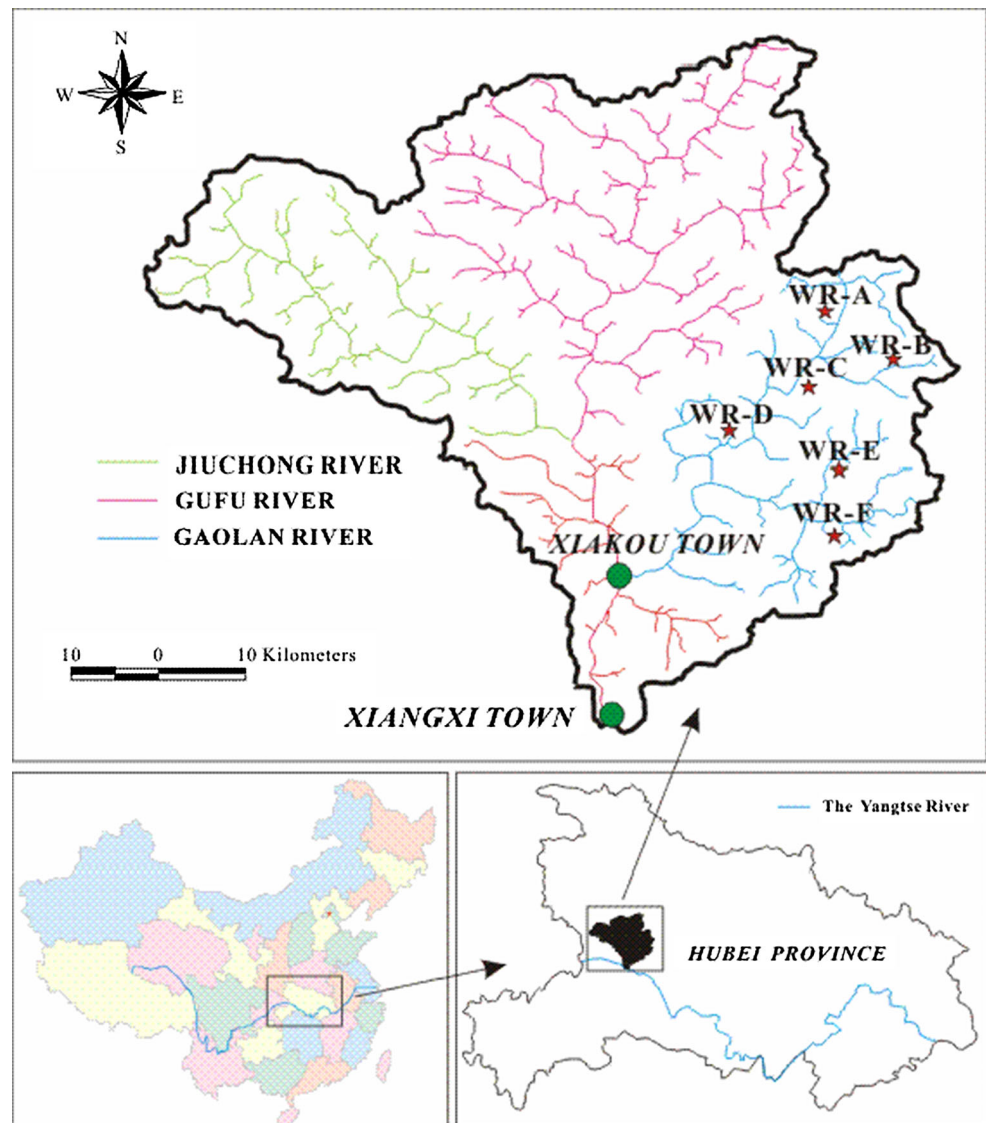 N
W E
S
WR-A
WR-B
WR-C
WR-D
WR-E
WR-F
JIUCHONG RIVER
GUFU RIVER
GAOLAN RIVER
XIAKOU TOWN
10 0 10 Kilometers
XIANGXI TOWN
The Yangtse River
HUBEI PROVINCE